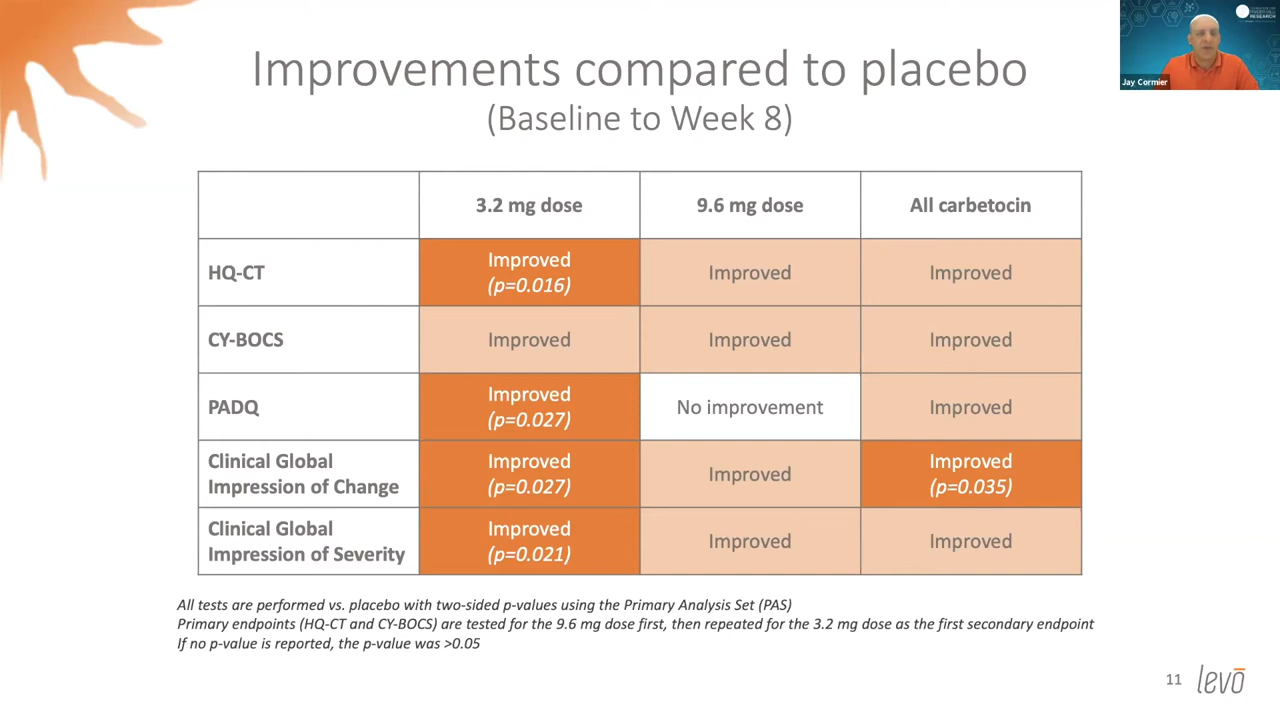 Improvements compared to placebo
(Baseline to Week 8)
Jay Cormier
3.2 mg dose
9.6 mg dose
All carbetocin
HQ-CT
Improved
(p=0.016)
Improved
Improved
CY-BOCS
Improved
Improved
Improved
PADQ
Improved
(p=0.027)
No improvement
Improved
Clinical Global
Impression of Change
Improved
(p=0.027)
Improved
Improved
(p=0.035)
Clinical Global
Impression of Severity
Improved
(p=0.021)
Improved
Improved
All tests are performed vs. placebo with two-sided p-values using the Primary Analysis Set (PAS)
Primary endpoints (HQ-CT and CY-BOCS) are tested for the 9.6 mg dose first, then repeated for the 3.2 mg dose as the first secondary endpoint
If no p-value is reported, the p-value was >0.05
11
levō